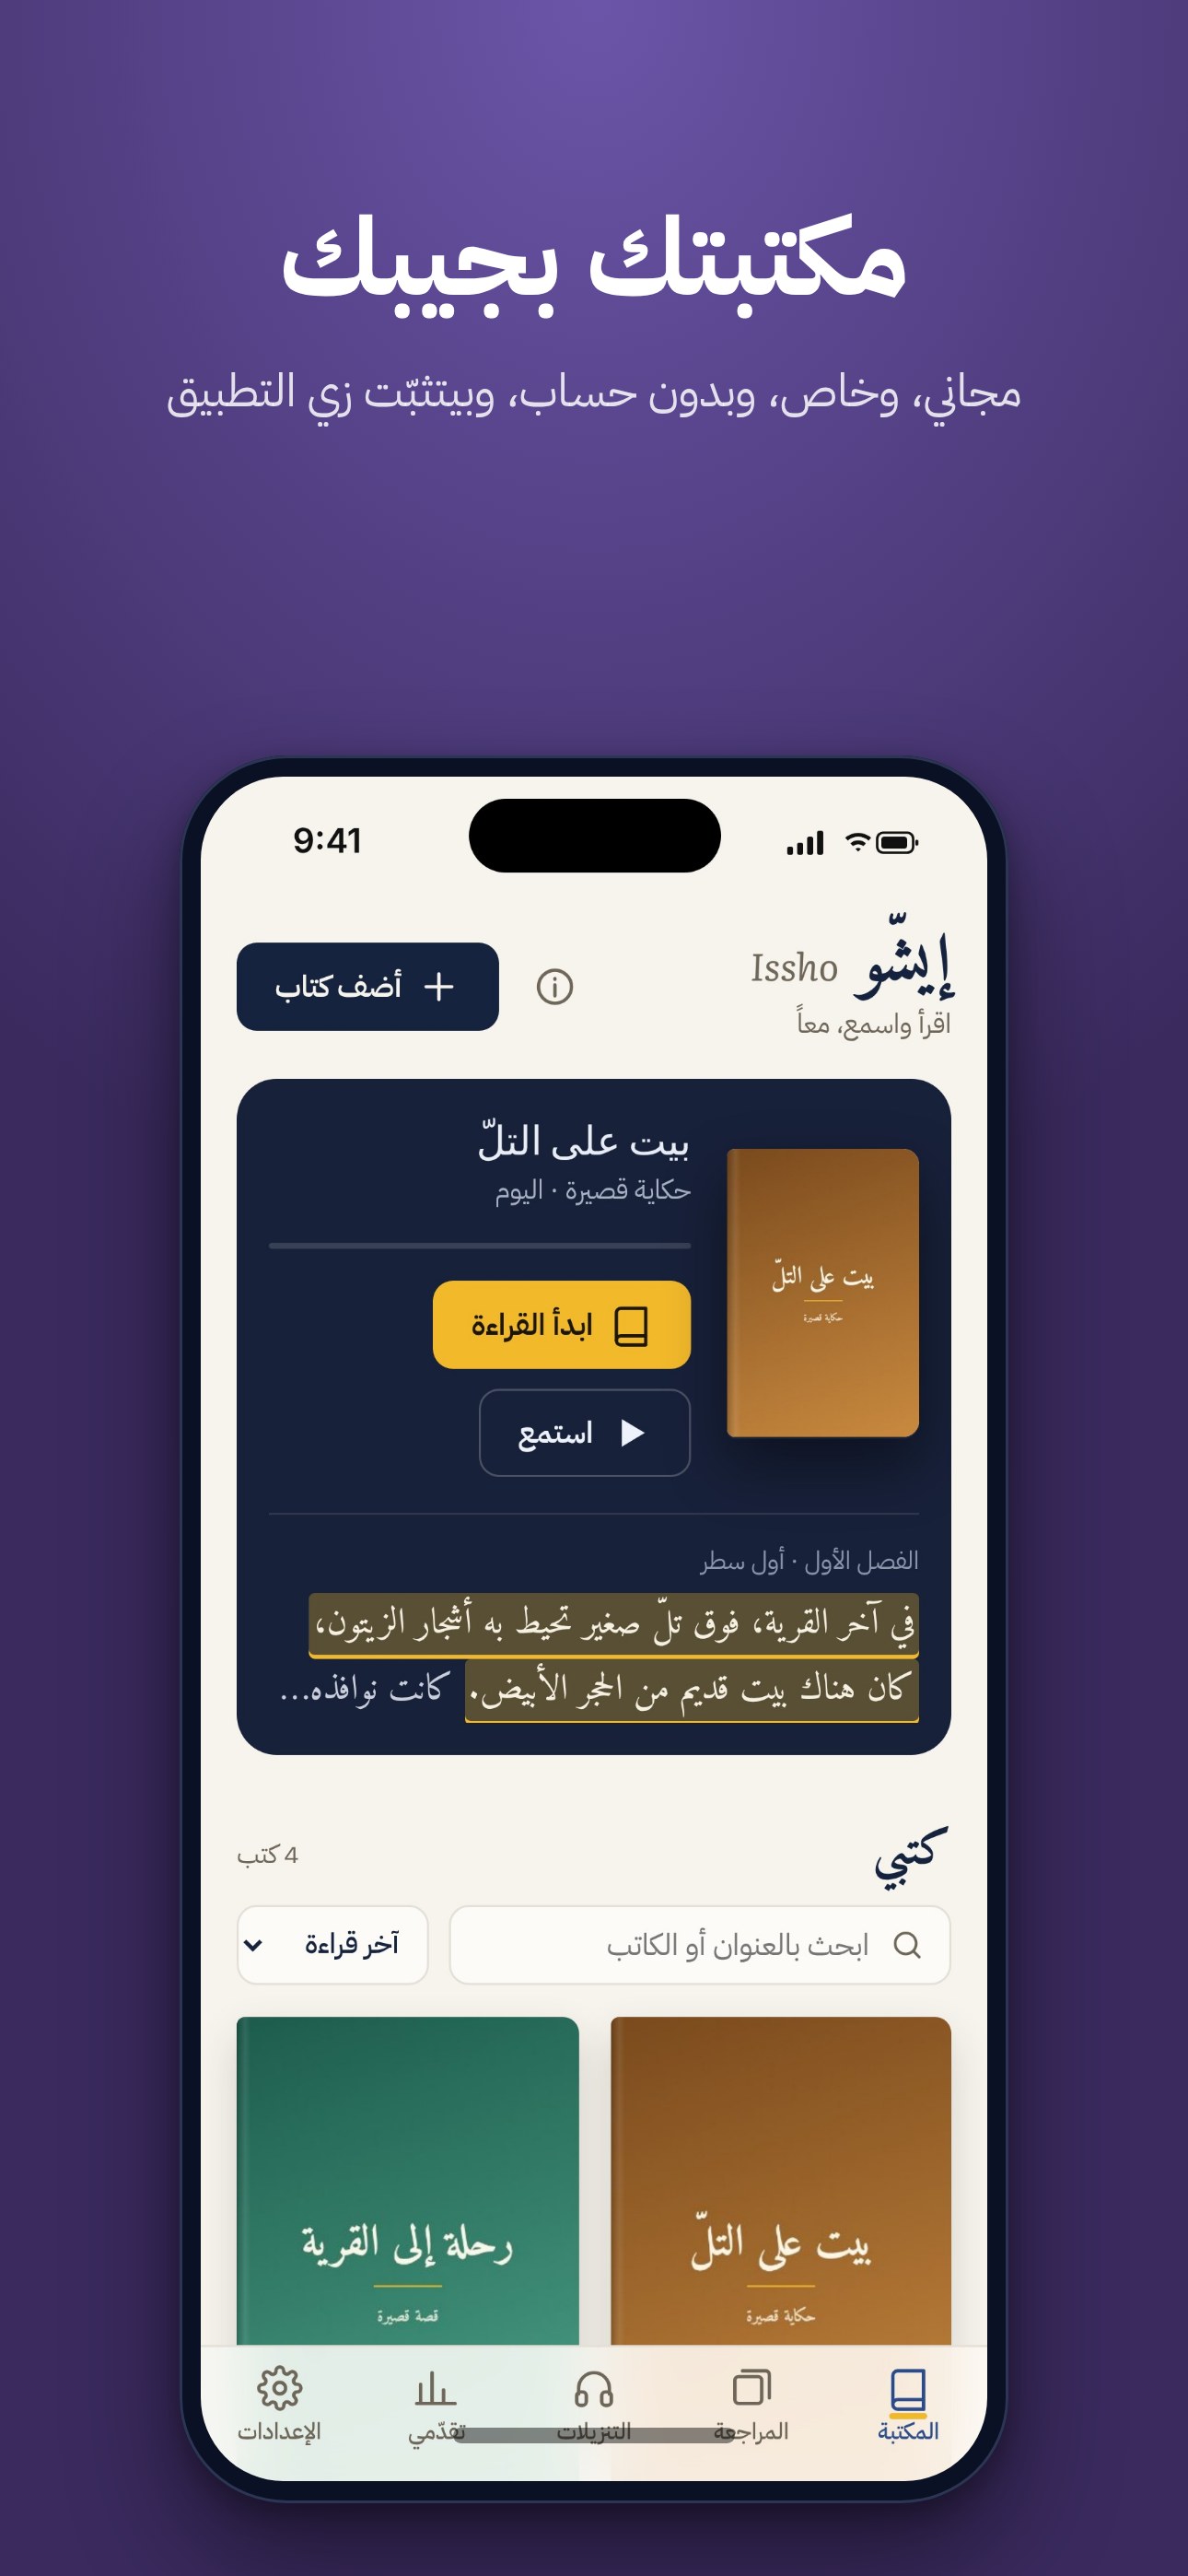 مكتبتك بجيبك
مجاني، وخاص، وبدون حساب، وبيتثبّت زي التطبيق
9:41
إيشّو Issho
اقرأ واسمع، معاً
أضف كتاب
بيت على التلّ
حكاية قصيرة · اليوم
بيت على التلّ
حكاية قصيرة
ابدأ القراءة
استمع
الفصل الأول · أول سطر
في آخر القرية، فوق تلّ صغير تحيط به أشجار الزيتون،
كان هناك بيت قديم من الحجر الأبيض. كانت نوافذه...
كتبي
4 كتب
ابحث بالعنوان أو الكاتب
آخر قراءة
بيت على التلّ
حكاية قصيرة
رحلة إلى القرية
قصة قصيرة
المكتبة
المراجعة
التنزيلات
تقدّمي
الإعدادات